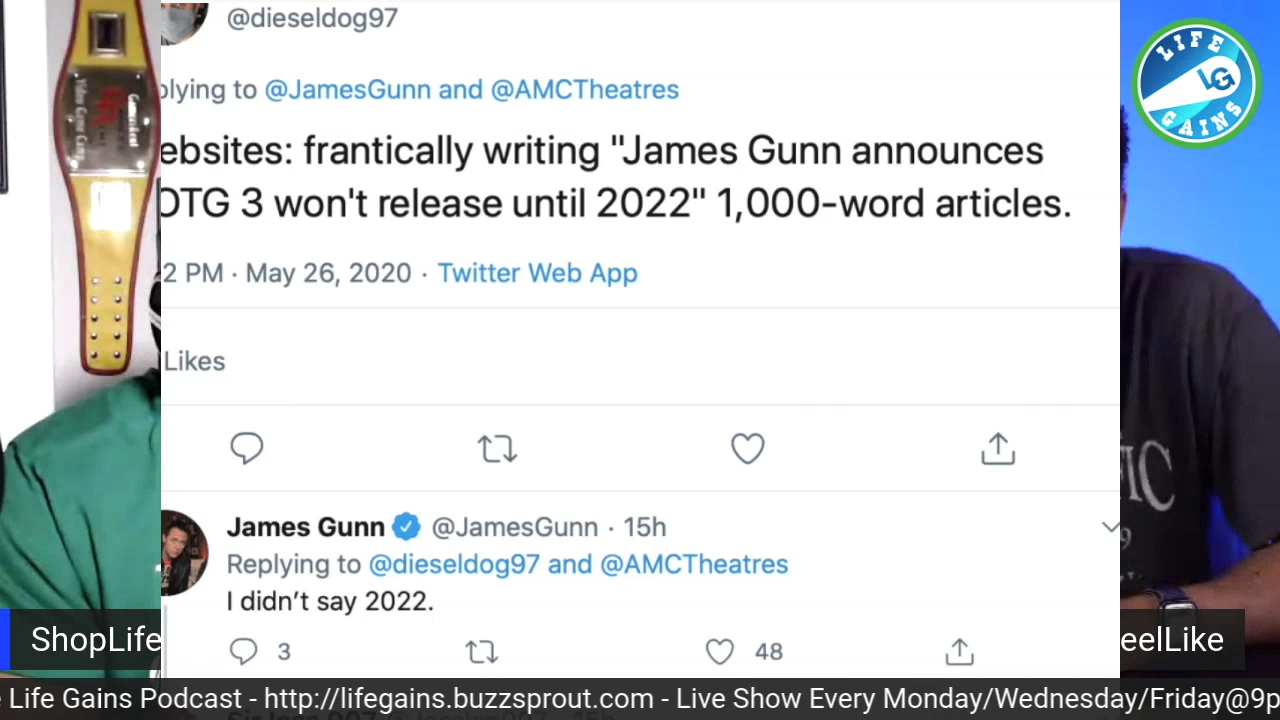 @dieseldog97
plying to @JamesGunn and @AMCTheatres
ebsites: frantically writing "James Gunn announces
OTG 3 won't release until 2022" 1,000-word articles.
2 PM · May 26, 2020 · Twitter Web App
Likes
James Gunn @JamesGunn · 15h
Replying to @dieseldog97 and @AMCTheatres
I didn't say 2022.
3 48
LIFE
LG
GAINS
IC
9
ShopLife
eelLike
e Life Gains Podcast - http://lifegains.buzzsprout.com - Live Show Every Monday/Wednesday/Friday@9p